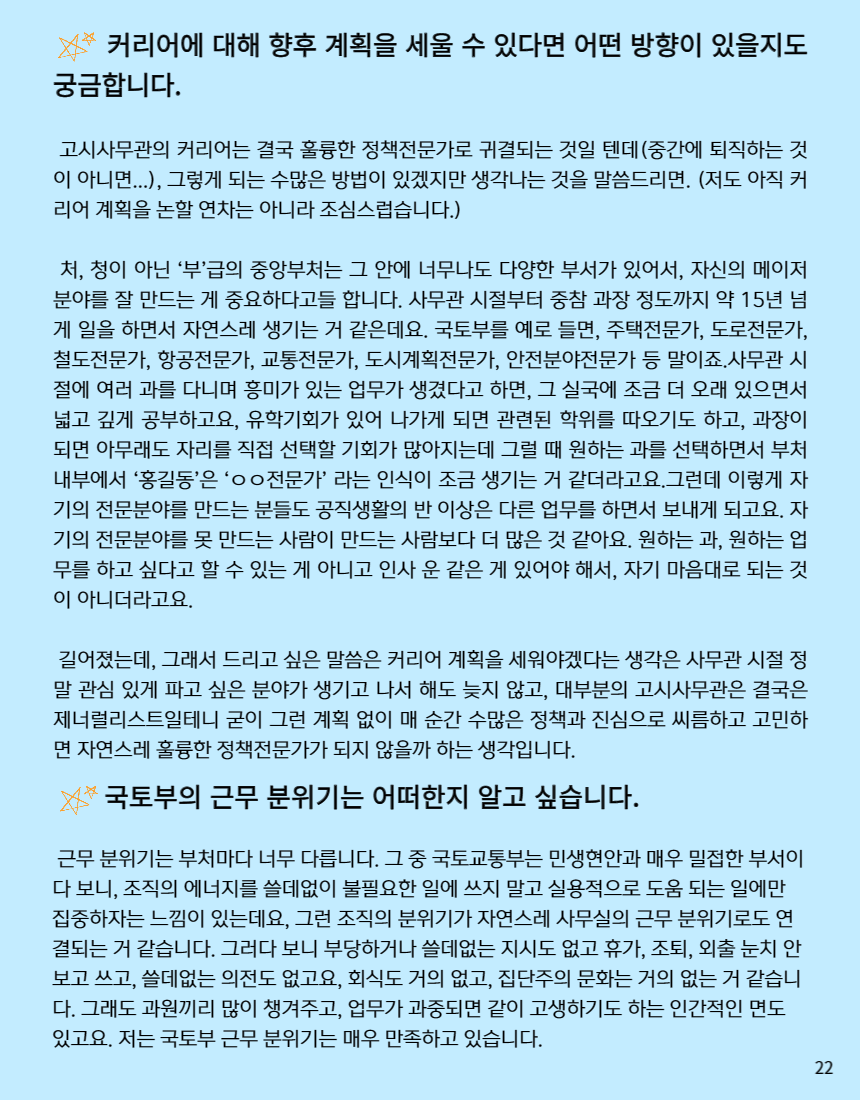 커리어에 대해 향후 계획을 세울 수 있다면 어떤 방향이 있을지도
궁금합니다.
고시사무관의 커리어는 결국 훌륭한 정책전문가로 귀결되는 것일 텐데(중간에 퇴직하는 것
이 아니면...), 그렇게 되는 수많은 방법이 있겠지만 생각나는 것을 말씀드리면. (저도 아직 커
리어 계획을 논할 연차는 아니라 조심스럽습니다.)
처, 청이 아닌 ‘부’급의 중앙부처는 그 안에 너무나도 다양한 부서가 있어서, 자신의 메이저
분야를 잘 만드는 게 중요하다고들 합니다. 사무관 시절부터 중참 과장 정도까지 약 15년 넘
게 일을 하면서 자연스레 생기는 거 같은데요. 국토부를 예로 들면, 주택전문가, 도로전문가,
철도전문가, 항공전문가, 교통전문가, 도시계획전문가, 안전분야전문가 등 말이죠.사무관 시
절에 여러 과를 다니며 흥미가 있는 업무가 생겼다고 하면, 그 실국에 조금 더 오래 있으면서
넓고 깊게 공부하고요, 유학기회가 있어 나가게 되면 관련된 학위를 따오기도 하고, 과장이
되면 아무래도 자리를 직접 선택할 기회가 많아지는데 그럴 때 원하는 과를 선택하면서 부처
내부에서 ‘홍길동’은 ‘ㅇㅇ전문가’ 라는 인식이 조금 생기는 거 같더라고요.그런데 이렇게 자
기의 전문분야를 만드는 분들도 공직생활의 반 이상은 다른 업무를 하면서 보내게 되고요. 자
기의 전문분야를 못 만드는 사람이 만드는 사람보다 더 많은 것 같아요. 원하는 과, 원하는 업
무를 하고 싶다고 할 수 있는 게 아니고 인사 운 같은 게 있어야 해서, 자기 마음대로 되는 것
이 아니더라고요.
길어졌는데, 그래서 드리고 싶은 말씀은 커리어 계획을 세워야겠다는 생각은 사무관 시절 정
말 관심 있게 파고 싶은 분야가 생기고 나서 해도 늦지 않고, 대부분의 고시사무관은 결국은
제너럴리스트일테니 굳이 그런 계획 없이 매 순간 수많은 정책과 진심으로 씨름하고 고민하
면 자연스레 훌륭한 정책전문가가 되지 않을까 하는 생각입니다.
국토부의 근무 분위기는 어떠한지 알고 싶습니다.
근무 분위기는 부처마다 너무 다릅니다. 그 중 국토교통부는 민생현안과 매우 밀접한 부서이
다 보니, 조직의 에너지를 쓸데없이 불필요한 일에 쓰지 말고 실용적으로 도움 되는 일에만
집중하자는 느낌이 있는데요, 그런 조직의 분위기가 자연스레 사무실의 근무 분위기로도 연
결되는 거 같습니다. 그러다 보니 부당하거나 쓸데없는 지시도 없고 휴가, 조퇴, 외출 눈치 안
보고 쓰고, 쓸데없는 의전도 없고요, 회식도 거의 없고, 집단주의 문화는 거의 없는 거 같습니
다. 그래도 과원끼리 많이 챙겨주고, 업무가 과중되면 같이 고생하기도 하는 인간적인 면도
있고요. 저는 국토부 근무 분위기는 매우 만족하고 있습니다.
22